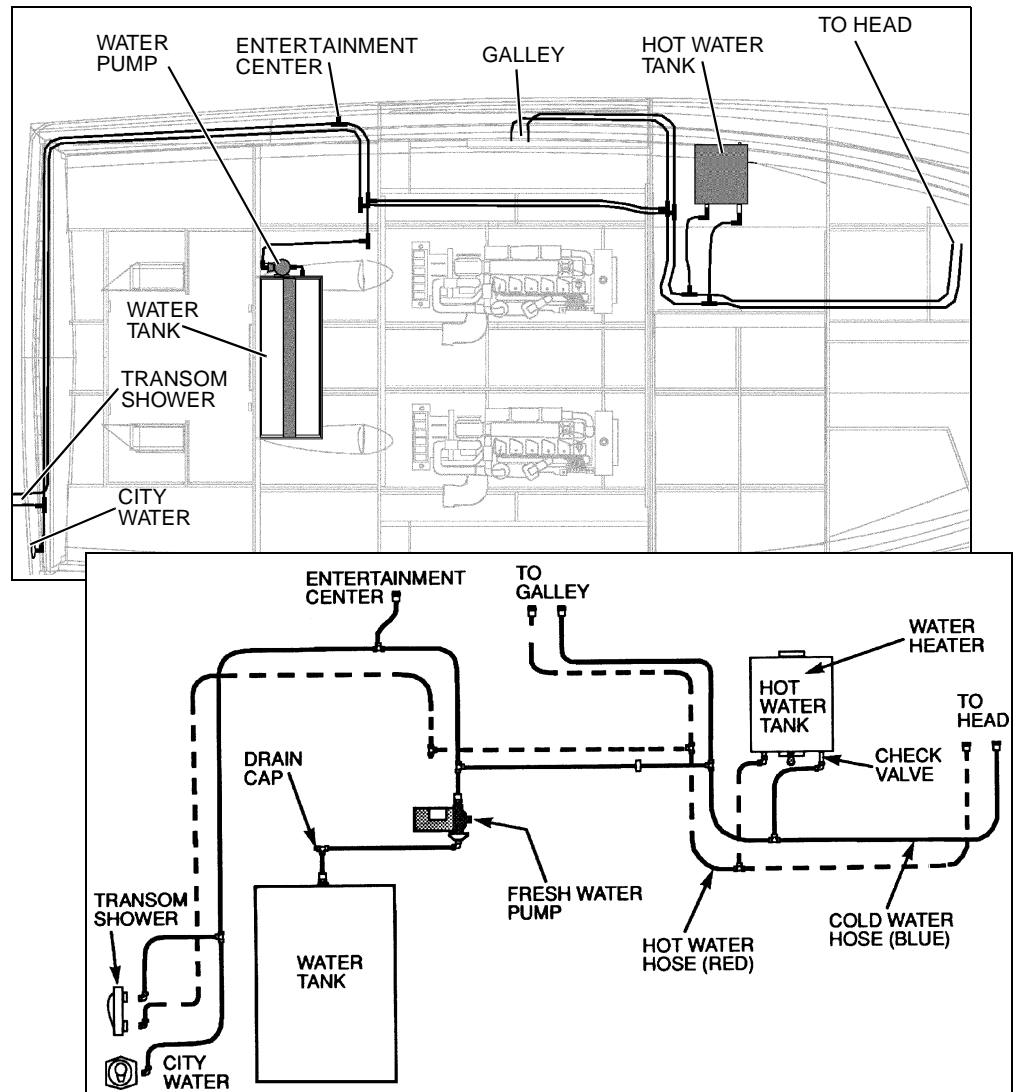 WATER
PUMP
ENTERTAINMENT
CENTER
GALLEY
HOT WATER
TANK
TO HEAD
WATER
TANK
TRANSOM
SHOWER
CITY
WATER
ENTERTAINMENT
CENTER
TO
GALLEY
WATER
HEATER
HOT
WATER
TANK
TO
HEAD
DRAIN
CAP
CHECK
VALVE
FRESH WATER
PUMP
TRANSOM
SHOWER
WATER
TANK
HOT WATER
HOSE (RED)
COLD WATER
HOSE (BLUE)
CITY
WATER